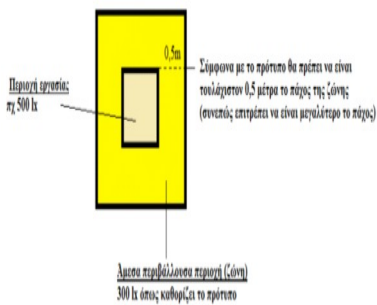 0,5m
Σύμφωνα με το πρότυπο θα πρέπει να είναι
τουλάχιστον 0,5 μέτρα το πάχος της ζώνης
(συνεπώς επιτρέπει να είναι μεγαλύτερο το πάχος)
Περιοχή εργασίας
πχ 500 lx
Άμεσα περιβάλλουσα περιοχή (ζώνη)
300 lx όπως καθορίζει το πρότυπο